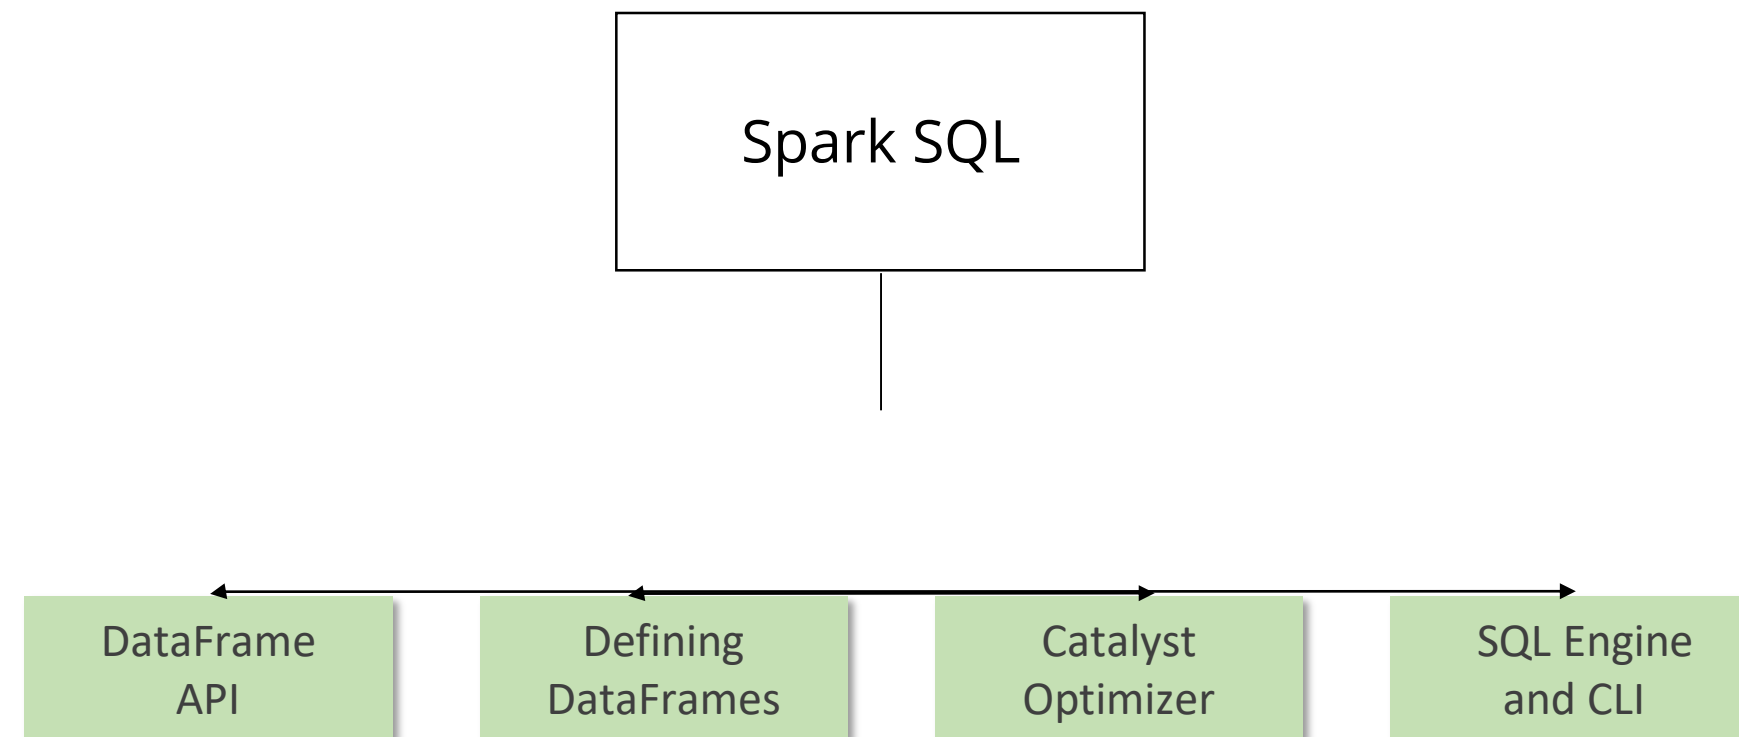 Spark SQL
DataFrame
API
Defining
DataFrames
Catalyst
Optimizer
SQL Engine
and CLI